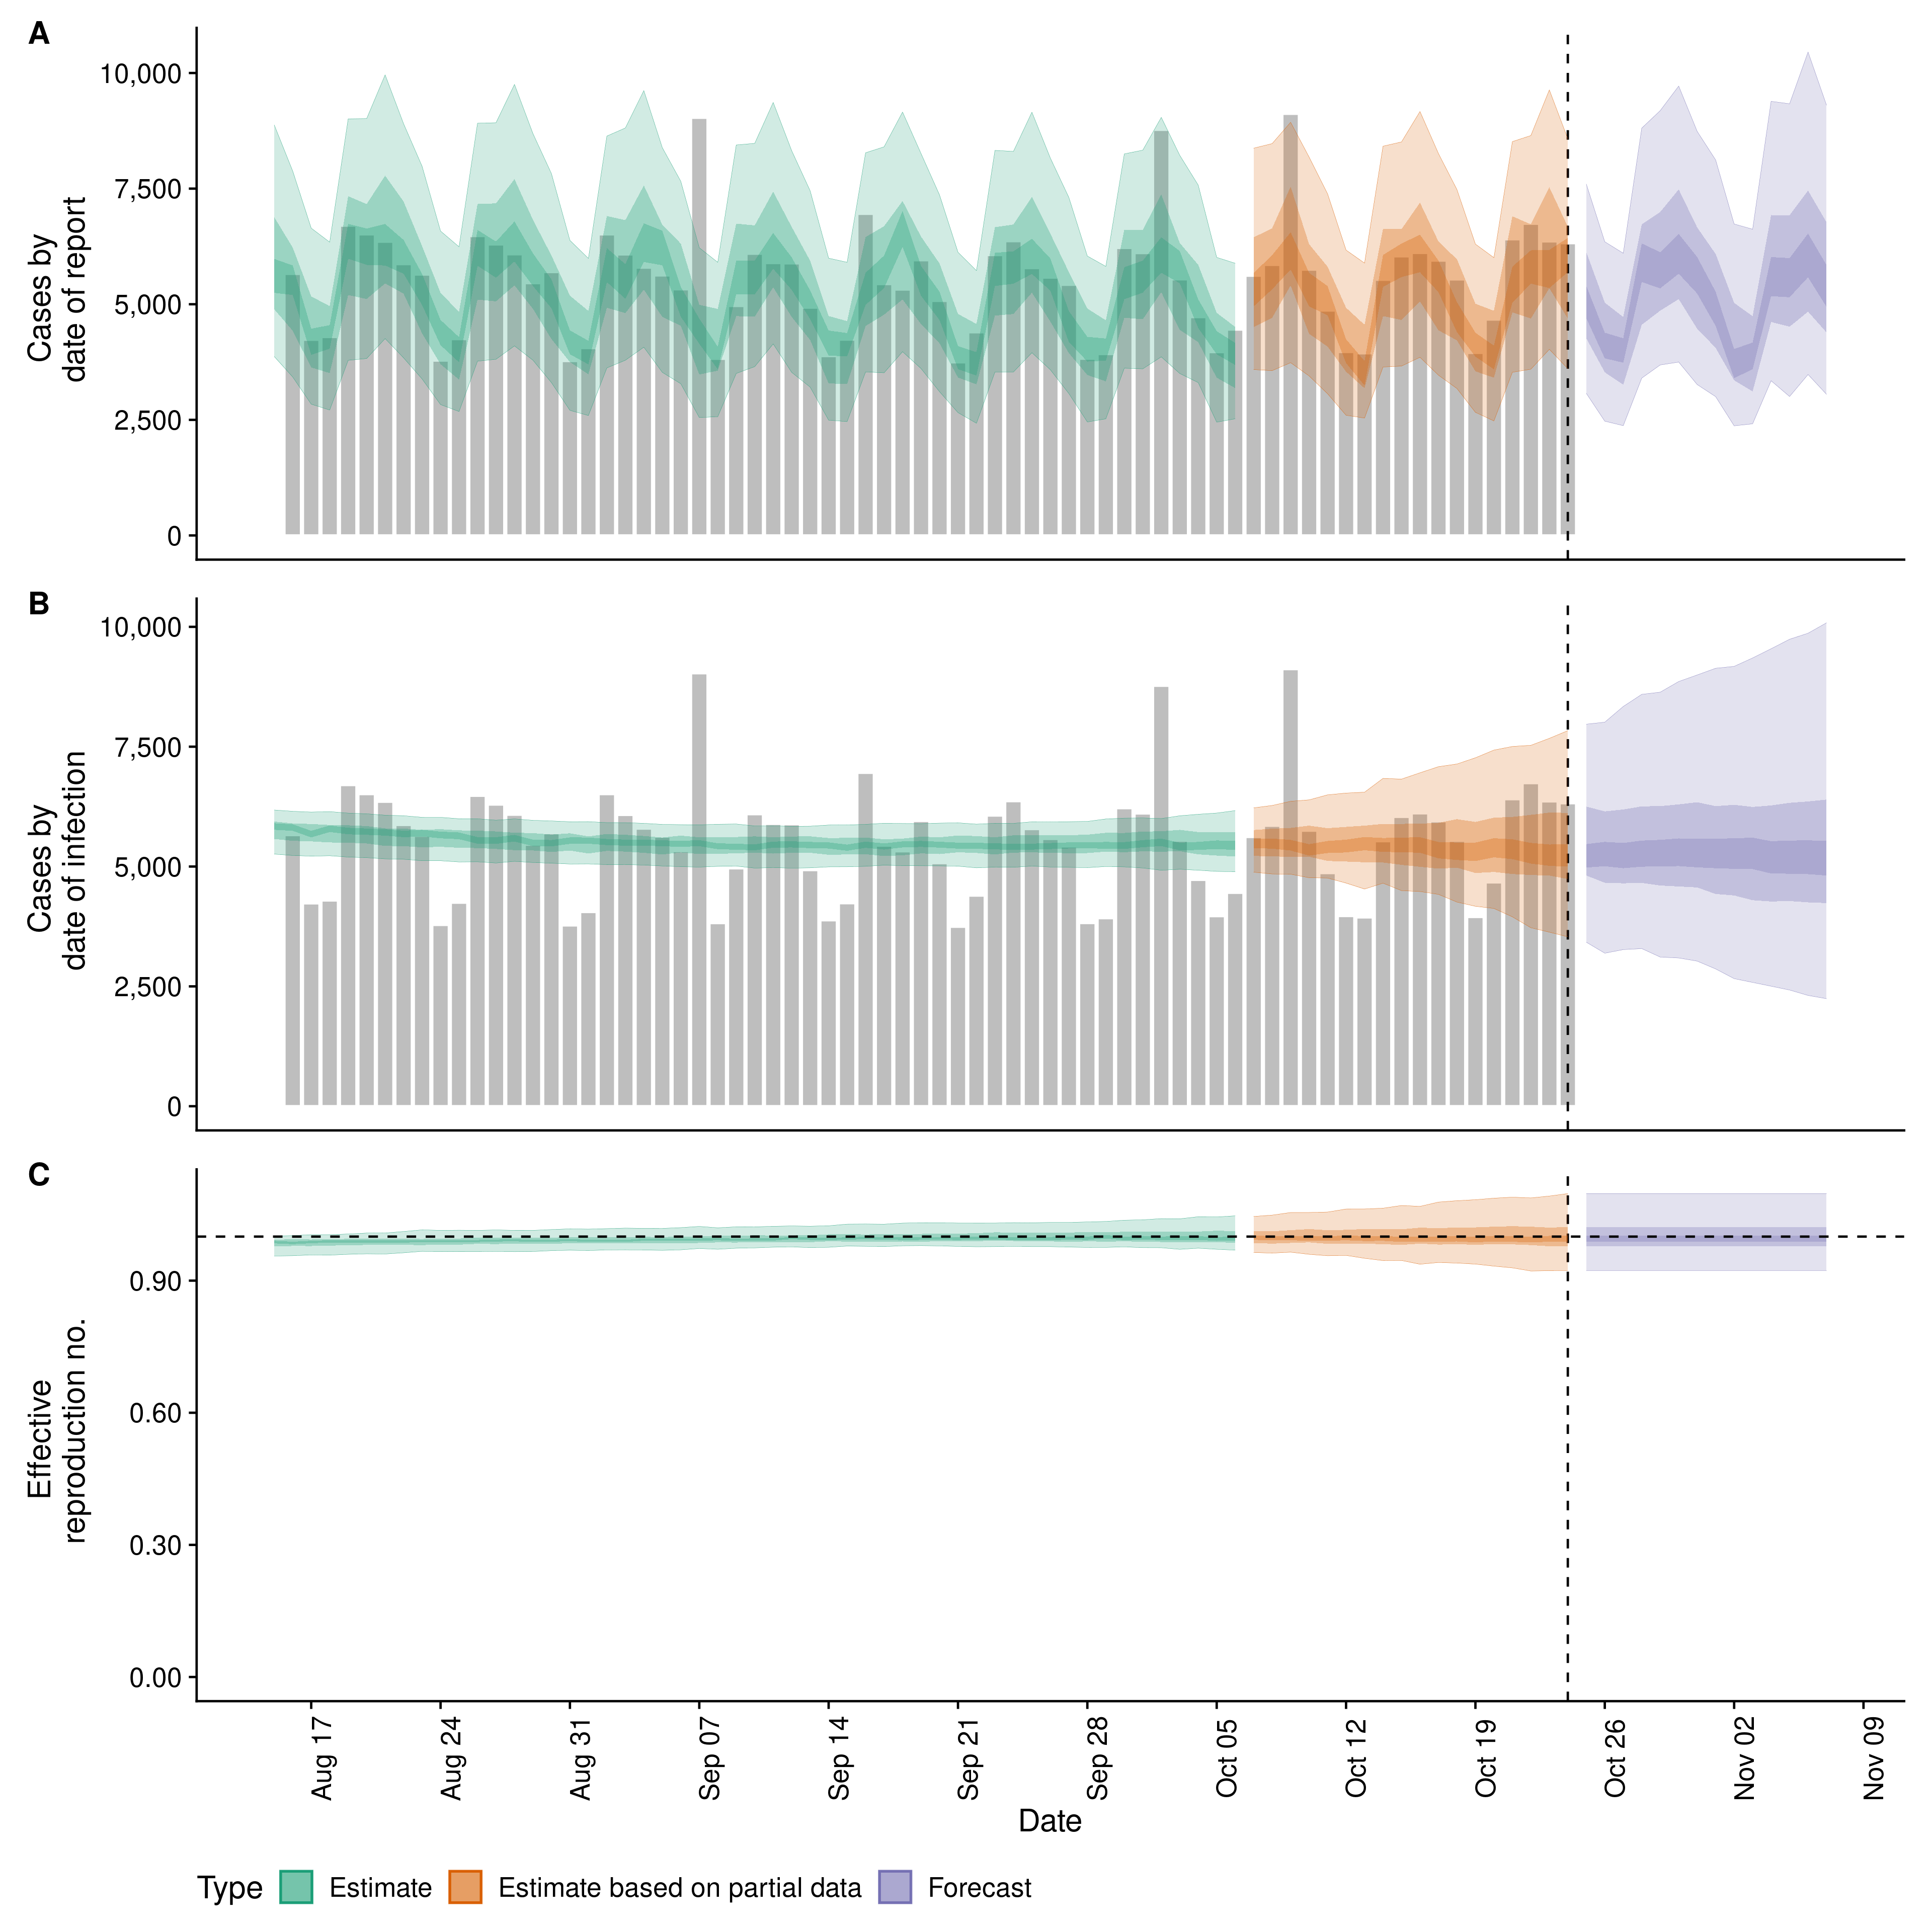 A
Cases by
date of report
10,000
7,500
5,000
2,500
0
B
Cases by
date of infection
10,000
7,500
5,000
2,500
0
C
Effective
reproduction no.
0.90
0.60
0.30
0.00
Aug 17
Aug 24
Aug 31
Sep 07
Sep 14
Sep 21
Sep 28
Oct 05
Oct 12
Oct 19
Oct 26
Nov 02
Nov 09
Date
Type Estimate Estimate based on partial data Forecast